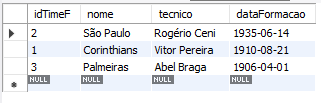 idTimeF nome tecnico dataFormacao
2 São Paulo Rogério Ceni 1935-06-14
1 Corinthians Vitor Pereira 1910-08-21
3 Palmeiras Abel Braga 1906-04-01
NULL NULL NULL NULL